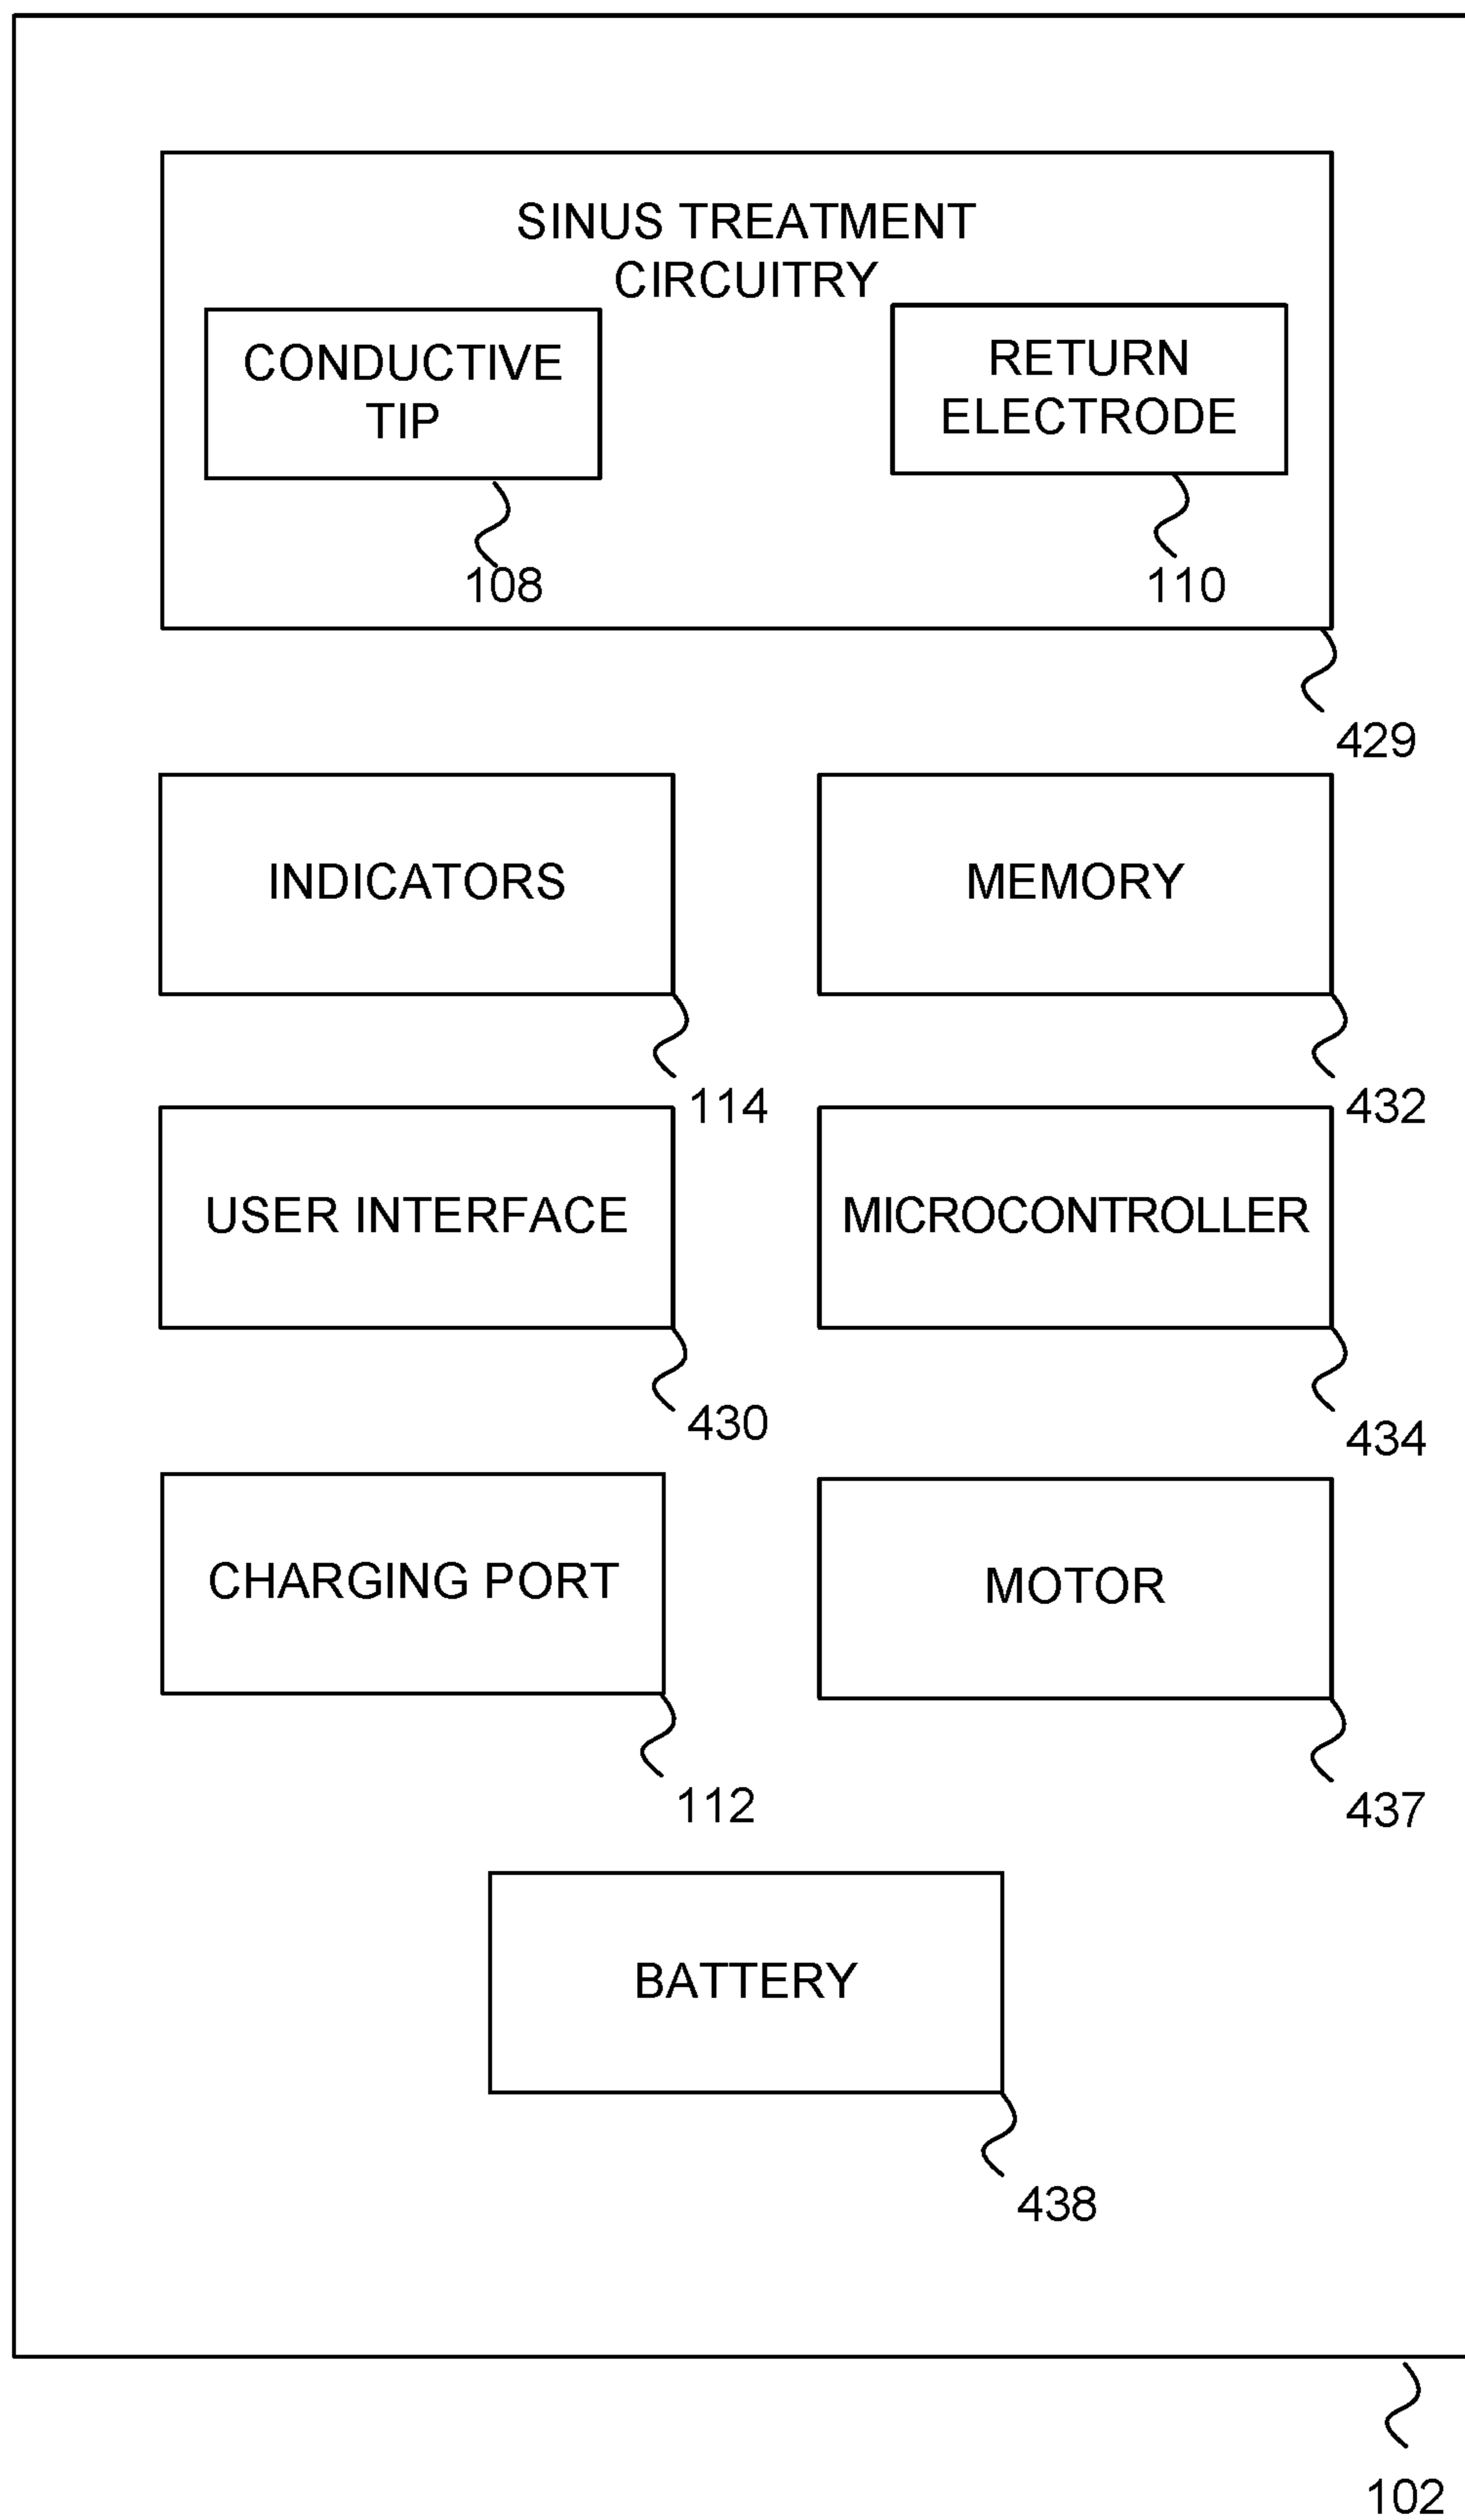 SINUS TREATMENT
CIRCUITRY
CONDUCTIVE
TIP
RETURN
ELECTRODE
108
110
429
INDICATORS
MEMORY
114
432
USER INTERFACE
MICROCONTROLLER
430
434
CHARGING PORT
MOTOR
112
437
BATTERY
438
102